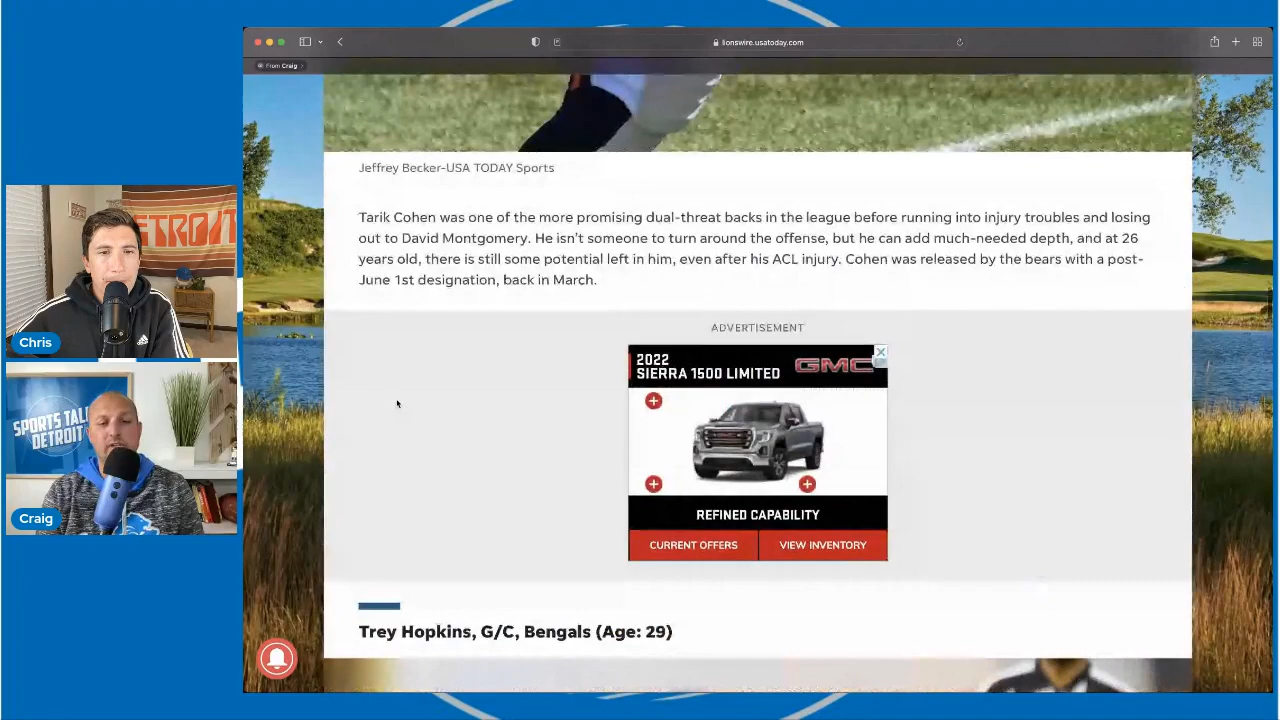 lionswire.usatoday.com
From Craig
Jeffrey Becker-USA TODAY Sports
Tarik Cohen was one of the more promising dual-threat backs in the league before running into injury troubles and losing
out to David Montgomery. He isn't someone to turn around the offense, but he can add much-needed depth, and at 26
years old, there is still some potential left in him, even after his ACL injury. Cohen was released by the bears with a post-
June 1st designation, back in March.
ADVERTISEMENT
2022
SIERRA 1500 LIMITED
GMC
REFINED CAPABILITY
CURRENT OFFERS
VIEW INVENTORY
Trey Hopkins, G/C, Bengals (Age: 29)
Chris
SPORTS TALK
DETROIT
Craig